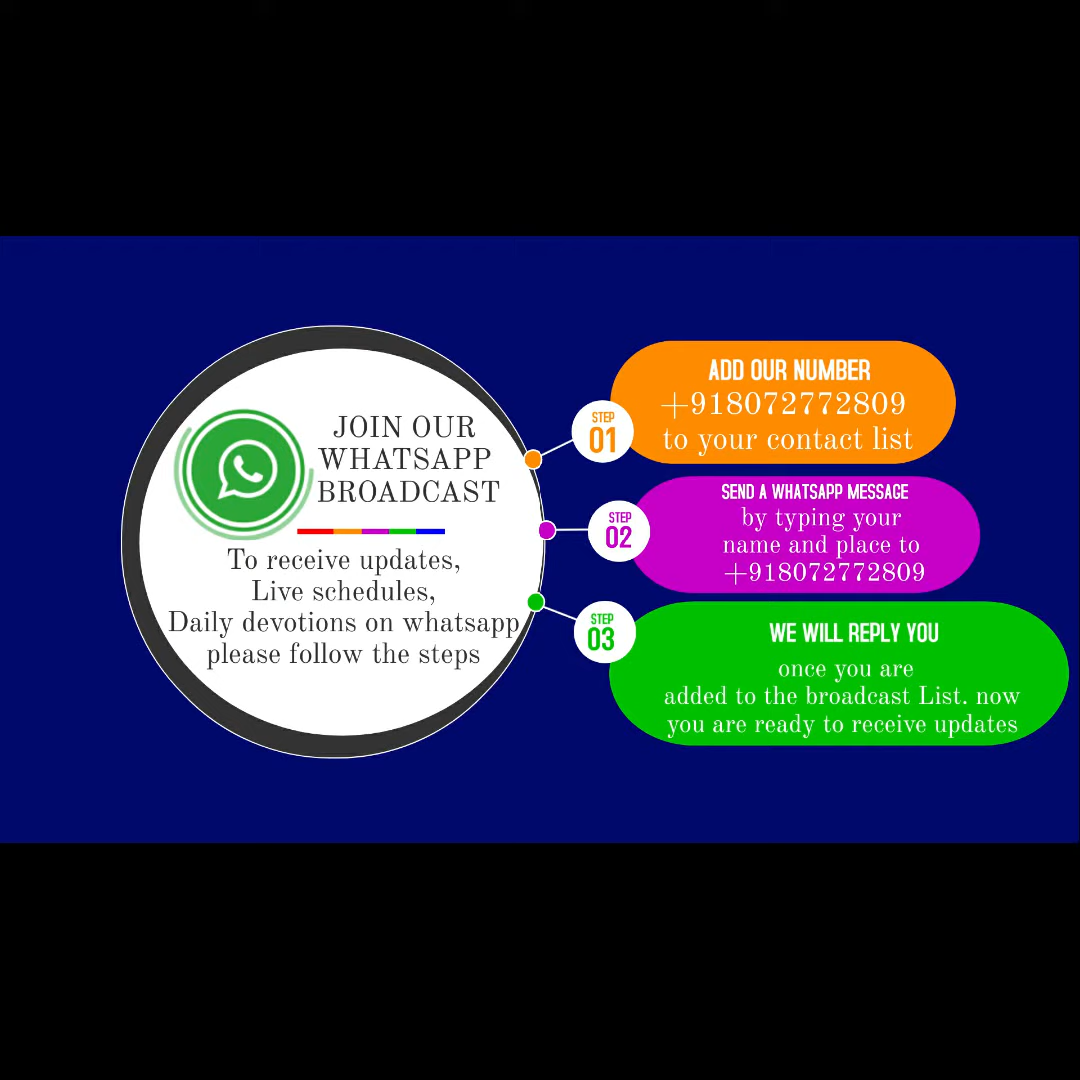 JOIN OUR
WHATSAPP
BROADCAST
To receive updates,
Live schedules,
Daily devotions on whatsapp
please follow the steps
STEP
01
ADD OUR NUMBER
+918072772809
to your contact list
STEP
02
SEND A WHATSAPP MESSAGE
by typing your
name and place to
+918072772809
STEP
03
WE WILL REPLY YOU
once you are
added to the broadcast List. now
you are ready to receive updates